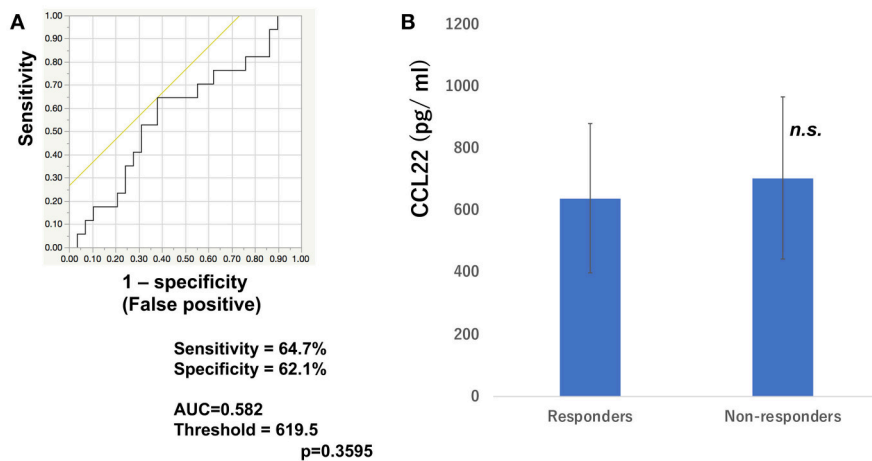 A
Sensitivity
1.00
0.90
0.80
0.70
0.60
0.50
0.40
0.30
0.20
0.10
0.00
0.00 0.10 0.20 0.30 0.40 0.50 0.60 0.70 0.80 0.90 1.00
1 – specificity
(False positive)
Sensitivity = 64.7%
Specificity = 62.1%
AUC=0.582
Threshold = 619.5
p=0.3595
B
CCL22 (pg/ ml)
1200
1000
800
600
400
200
0
n.s.
Responders Non-responders